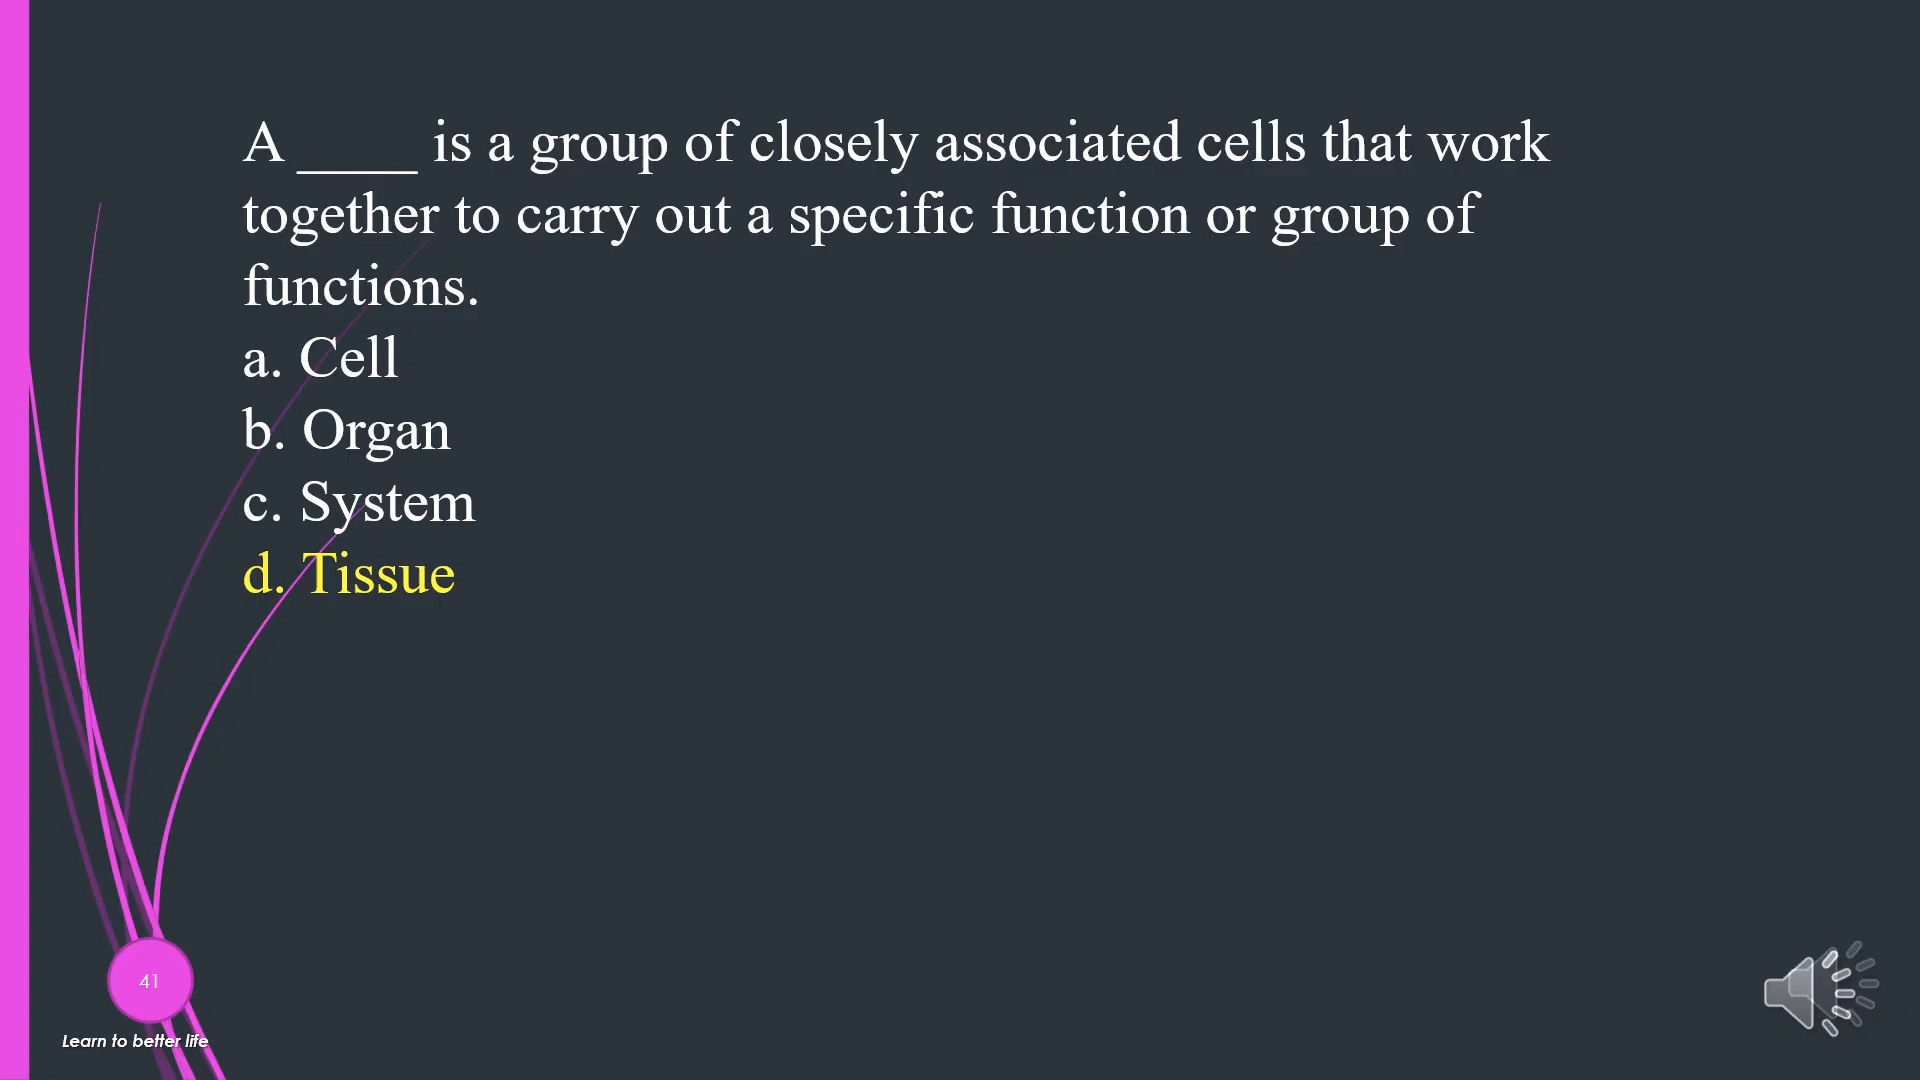 A ____ is a group of closely associated cells that work
together to carry out a specific function or group of
functions.
a. Cell
b. Organ
c. System
d. Tissue
41
Learn to better life